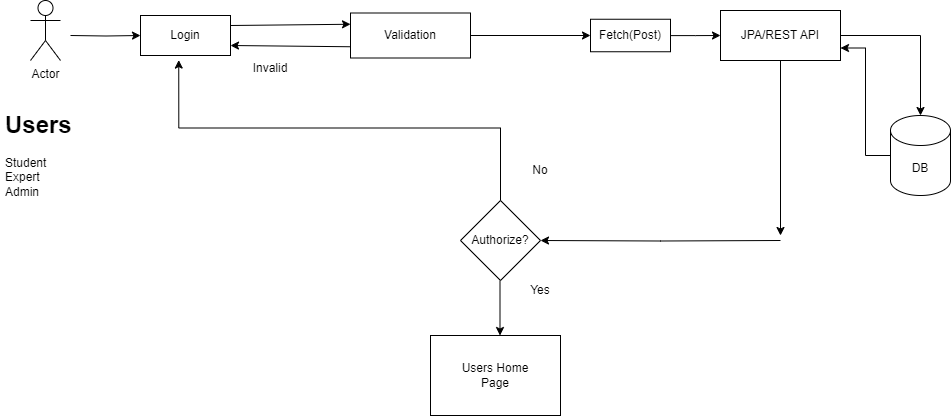 Actor
Login
Validation
Fetch(Post)
JPA/REST API
Invalid
Users
Student
Expert
Admin
DB
No
Authorize?
Yes
Users Home
Page